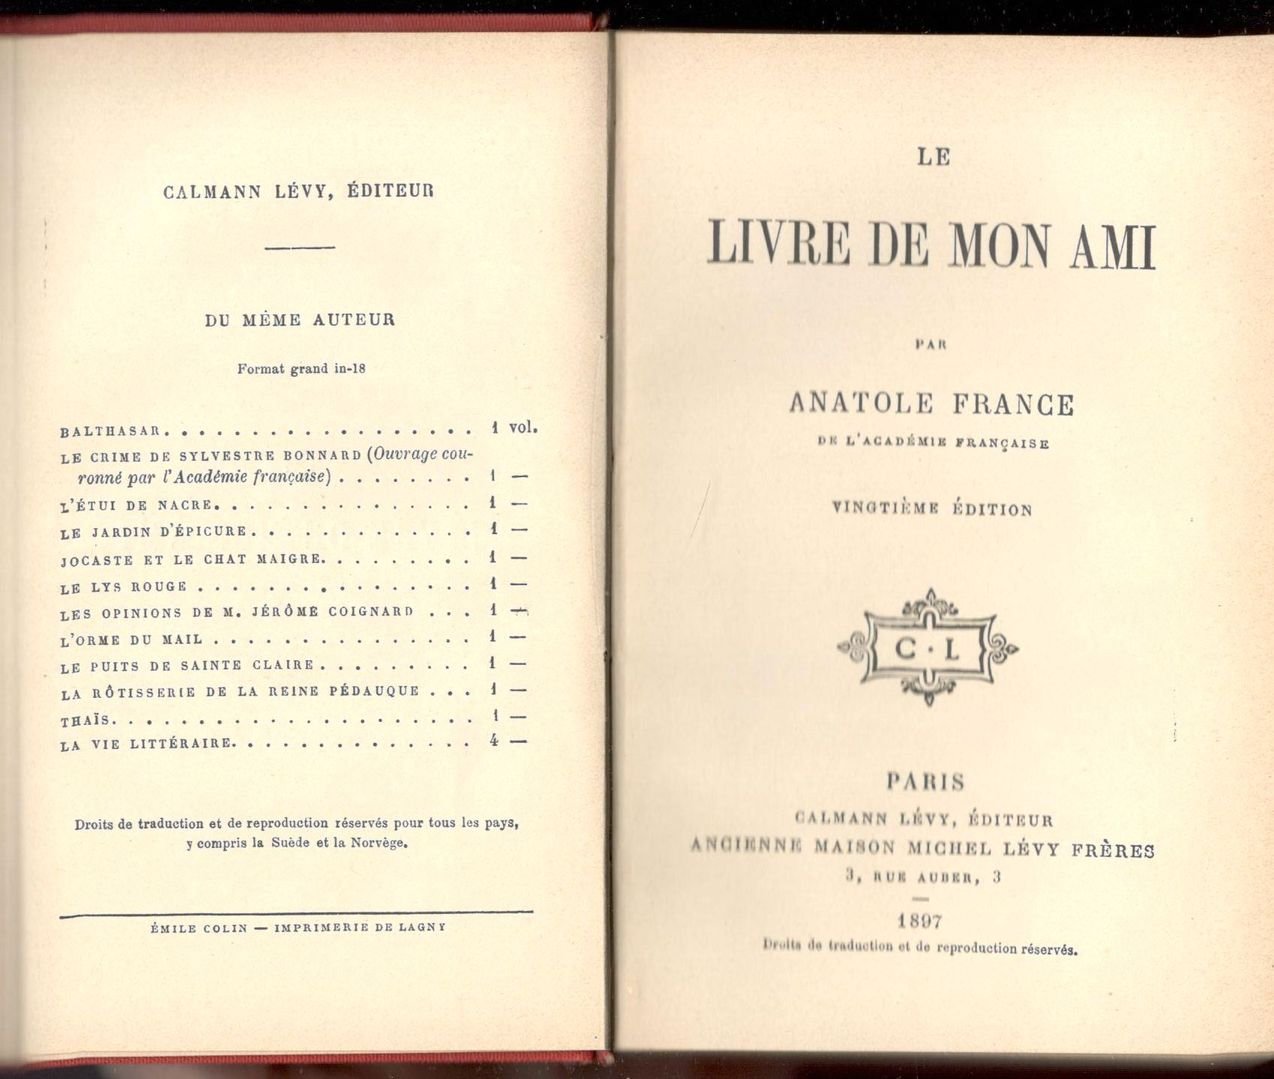 CALMANN LÉVY, ÉDITEUR
DU MÊME AUTEUR
Format grand in-18
BALTHASAR. . . . . . . . . . . . . . . . . . 1 vol.
LE CRIME DE SYLVESTRE BONNARD (Ouvrage cou-
ronné par l'Académie française) . . . . . . . . 1 —
L'ÉTUI DE NACRE. . . . . . . . . . . . . . . 1 —
LE JARDIN D'ÉPICURE. . . . . . . . . . . . . 1 —
JOCASTE ET LE CHAT MAIGRE. . . . . . . . . 1 —
LE LYS ROUGE . . . . . . . . . . . . . . . . 1 —
LES OPINIONS DE M. JÉRÔME COIGNARD . . . 1 —
L'ORME DU MAIL . . . . . . . . . . . . . . . 1 —
LE PUITS DE SAINTE CLAIRE . . . . . . . . . 1 —
LA RÔTISSERIE DE LA REINE PÉDAUQUE . . . 1 —
THAÏS. . . . . . . . . . . . . . . . . . . . . 1 —
LA VIE LITTÉRAIRE. . . . . . . . . . . . . . 4 —
Droits de traduction et de reproduction réservés pour tous les pays,
y compris la Suède et la Norvège.
ÉMILE COLIN — IMPRIMERIE DE LAGNY
LE
LIVRE DE MON AMI
PAR
ANATOLE FRANCE
DE L'ACADÉMIE FRANÇAISE
VINGTIÈME ÉDITION
C · L
PARIS
CALMANN LÉVY, ÉDITEUR
ANCIENNE MAISON MICHEL LÉVY FRÈRES
3, RUE AUBER, 3
1897
Droits de traduction et de reproduction réservés.